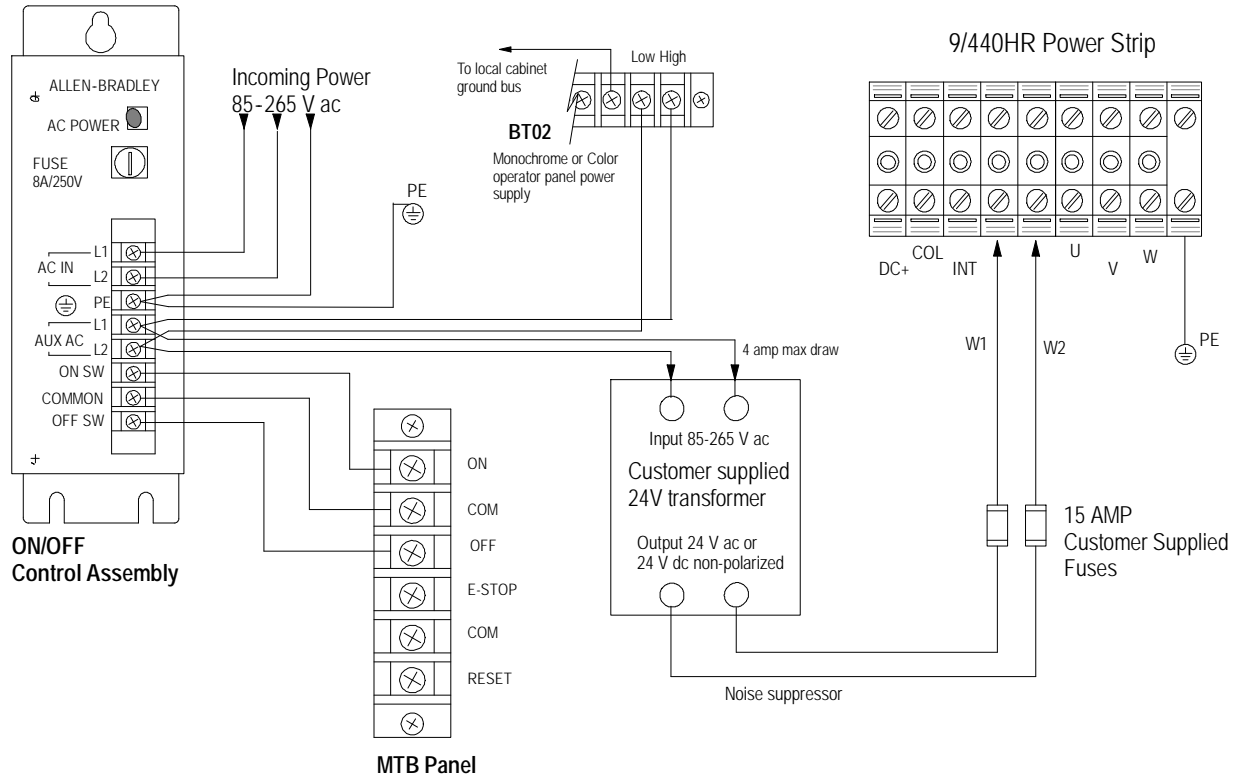 ALLEN-BRADLEY
AC POWER
FUSE
8A/250V
L1
AC IN
L2
PE
L1
AUX AC
L2
ON SW
COMMON
OFF SW
ON/OFF
Control Assembly
Incoming Power
85-265 V ac
PE
To local cabinet
ground bus
Low High
BT02
Monochrome or Color
operator panel power
supply
9/440HR Power Strip
DC+
COL
INT
U
V
W
W1
W2
PE
4 amp max draw
Input 85-265 V ac
Customer supplied
24V transformer
Output 24 V ac or
24 V dc non-polarized
15 AMP
Customer Supplied
Fuses
Noise suppressor
ON
COM
OFF
E-STOP
COM
RESET
MTB Panel